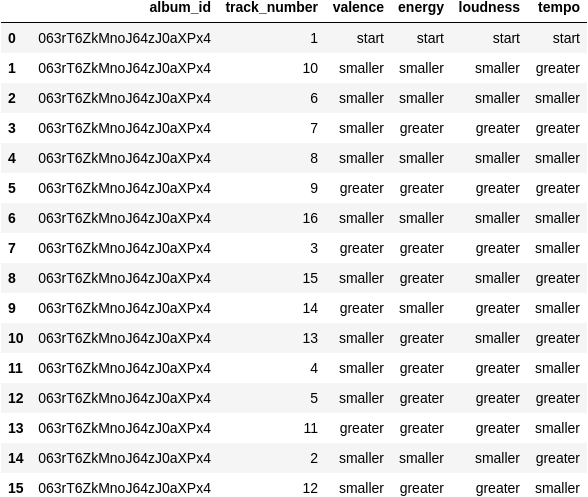 album_id track_number valence energy loudness tempo
0 063rT6ZkMnoJ64zJ0aXPx4 1 start start start start
1 063rT6ZkMnoJ64zJ0aXPx4 10 smaller smaller smaller greater
2 063rT6ZkMnoJ64zJ0aXPx4 6 smaller smaller smaller smaller
3 063rT6ZkMnoJ64zJ0aXPx4 7 smaller greater greater greater
4 063rT6ZkMnoJ64zJ0aXPx4 8 smaller smaller smaller smaller
5 063rT6ZkMnoJ64zJ0aXPx4 9 greater greater greater greater
6 063rT6ZkMnoJ64zJ0aXPx4 16 smaller smaller smaller smaller
7 063rT6ZkMnoJ64zJ0aXPx4 3 greater greater greater smaller
8 063rT6ZkMnoJ64zJ0aXPx4 15 smaller greater smaller greater
9 063rT6ZkMnoJ64zJ0aXPx4 14 greater smaller greater smaller
10 063rT6ZkMnoJ64zJ0aXPx4 13 smaller greater smaller greater
11 063rT6ZkMnoJ64zJ0aXPx4 4 smaller greater greater smaller
12 063rT6ZkMnoJ64zJ0aXPx4 5 smaller greater greater greater
13 063rT6ZkMnoJ64zJ0aXPx4 11 greater greater greater smaller
14 063rT6ZkMnoJ64zJ0aXPx4 2 smaller smaller smaller greater
15 063rT6ZkMnoJ64zJ0aXPx4 12 smaller greater greater smaller